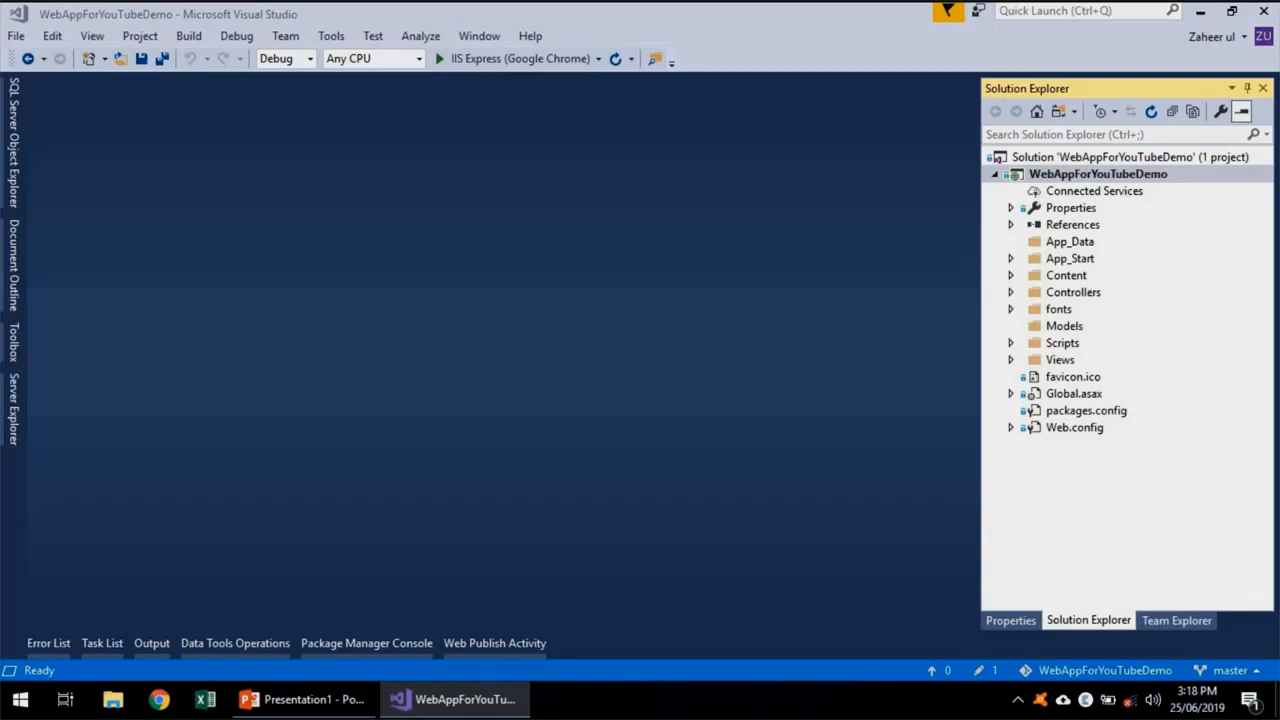 WebAppForYouTubeDemo - Microsoft Visual Studio
Quick Launch (Ctrl+Q)
File Edit View Project Build Debug Team Tools Test Analyze Window Help
Zaheer ul ZU
Debug Any CPU IIS Express (Google Chrome)
SQL Server Object Explorer
Document Outline
Toolbox
Server Explorer
Solution Explorer
Search Solution Explorer (Ctrl+;)
Solution 'WebAppForYouTubeDemo' (1 project)
WebAppForYouTubeDemo
Connected Services
Properties
References
App_Data
App_Start
Content
Controllers
fonts
Models
Scripts
Views
favicon.ico
Global.asax
packages.config
Web.config
Properties Solution Explorer Team Explorer
Error List Task List Output Data Tools Operations Package Manager Console Web Publish Activity
Ready 0 1 WebAppForYouTubeDemo master
Presentation1 - Po... WebAppForYouTu...
3:18 PM
25/06/2019
1